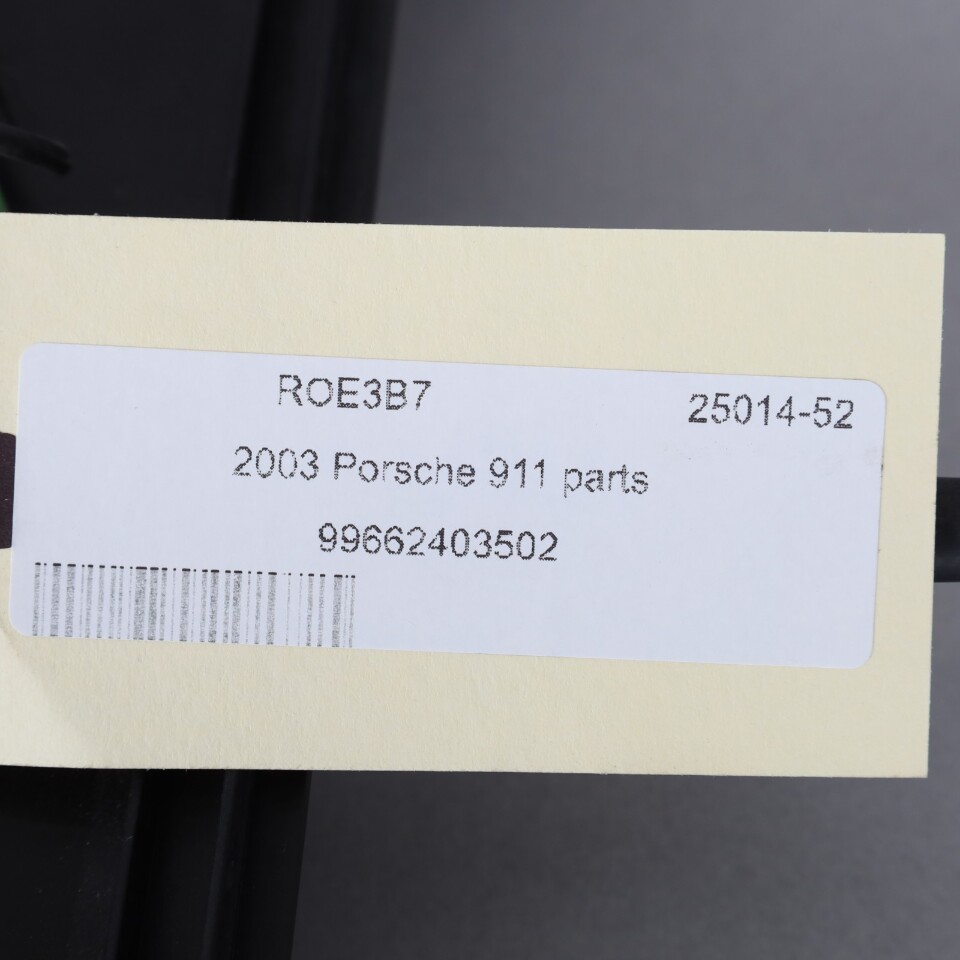 ROE3B7 25014-52
2003 Porsche 911 parts
99662403502